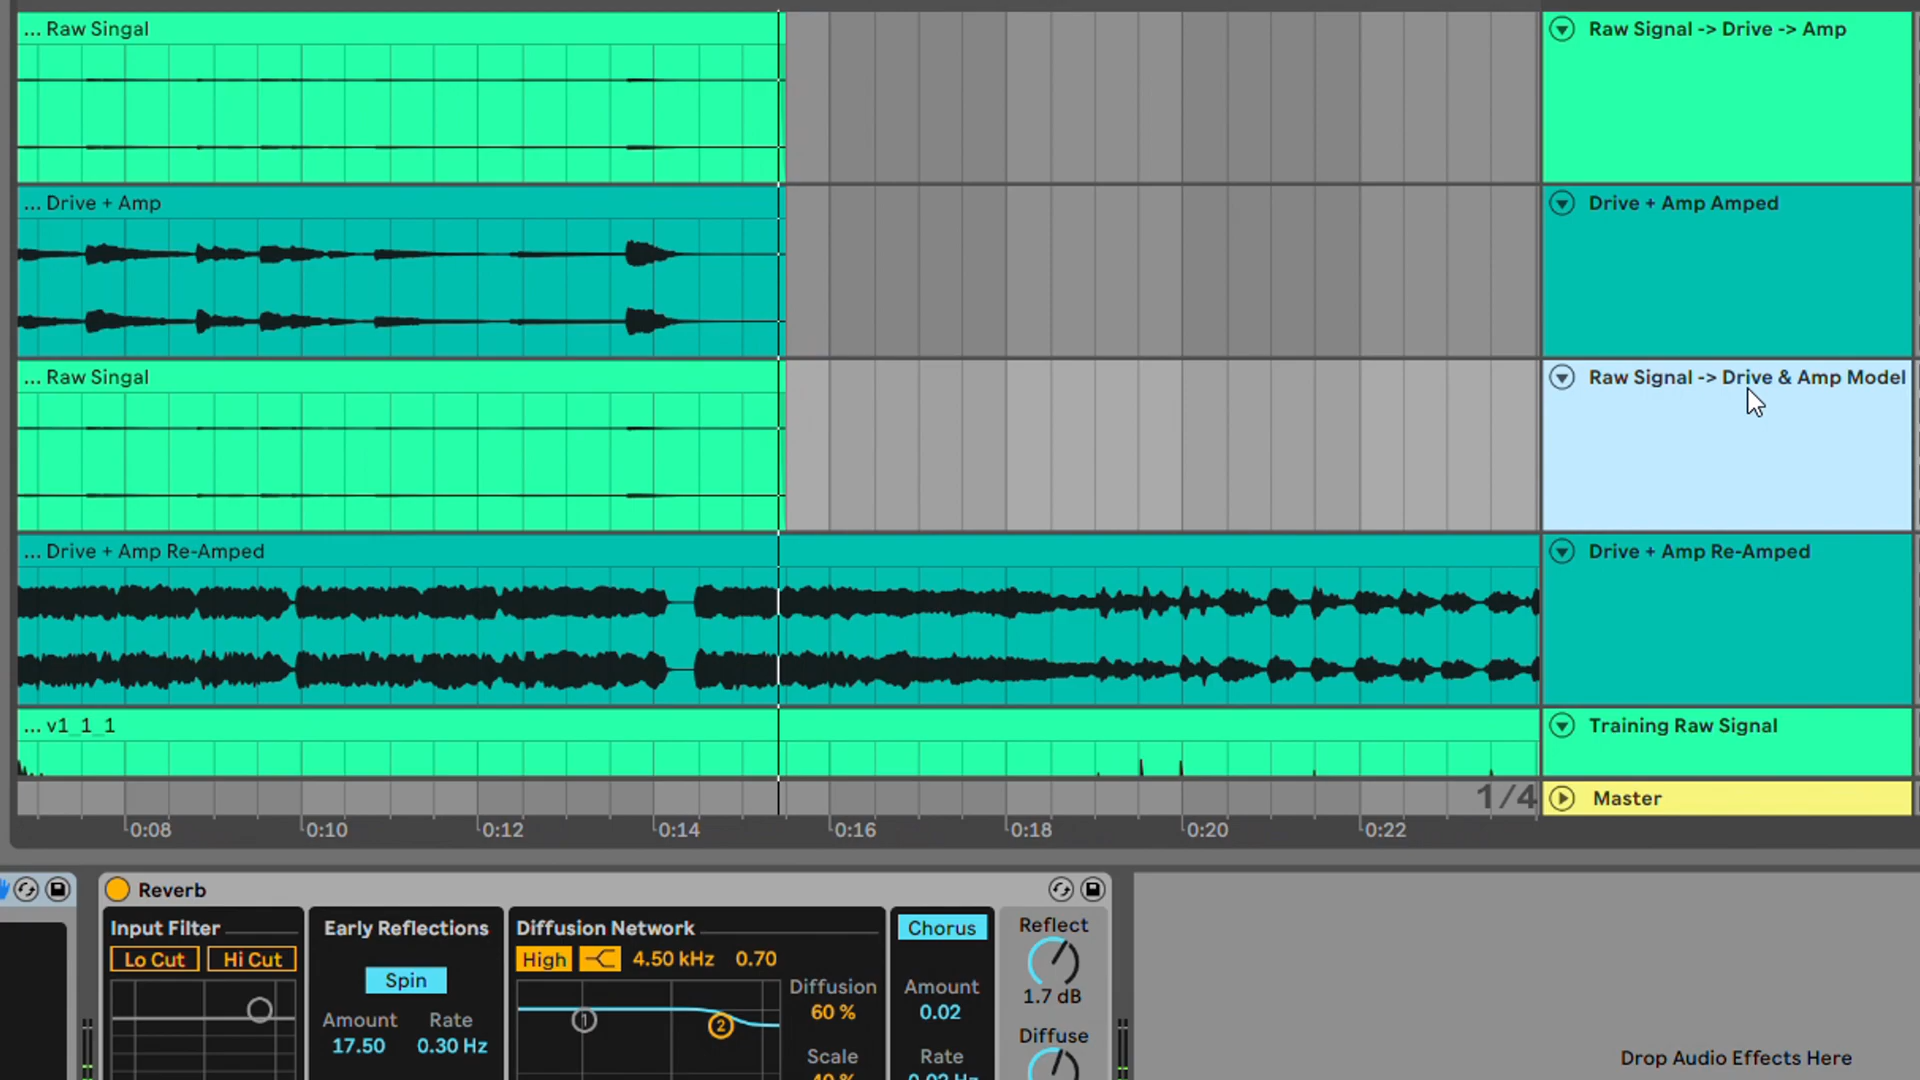 ... Raw Singal
Raw Signal -> Drive -> Amp
... Drive + Amp
Drive + Amp Amped
... Raw Singal
Raw Signal -> Drive & Amp Model
... Drive + Amp Re-Amped
Drive + Amp Re-Amped
... v1_1_1
Training Raw Signal
1/4
Master
0:08 0:10 0:12 0:14 0:16 0:18 0:20 0:22
Reverb
Input Filter
Lo Cut Hi Cut
Early Reflections
Spin
Amount Rate
17.50 0.30 Hz
Diffusion Network
High 4.50 kHz 0.70
1
2
Diffusion
60 %
Scale
Chorus
Amount
0.02
Rate
Reflect
1.7 dB
Diffuse
Drop Audio Effects Here